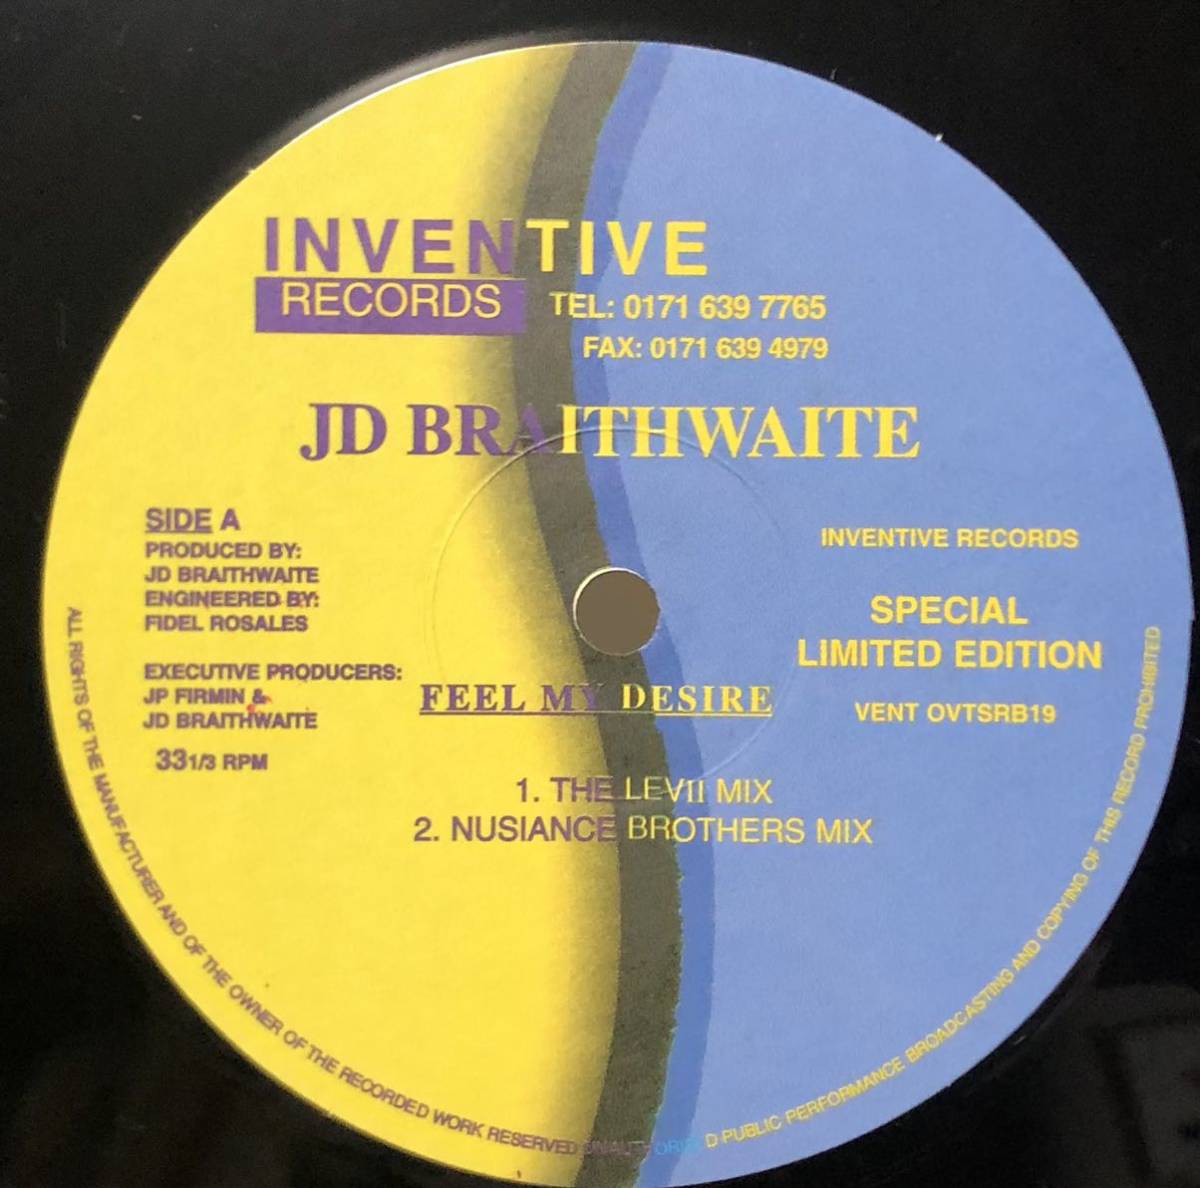 INVENTIVE
RECORDS
TEL: 0171 639 7765
FAX: 0171 639 4979
JD BRAITHWAITE
SIDE A
PRODUCED BY:
JD BRAITHWAITE
ENGINEERED BY:
FIDEL ROSALES
EXECUTIVE PRODUCERS:
JP FIRMIN &
JD BRAITHWAITE
33 1/3 RPM
INVENTIVE RECORDS
SPECIAL
LIMITED EDITION
VENT OVTSRB19
FEEL MY DESIRE
1. THE LEVII MIX
2. NUSIANCE BROTHERS MIX
ALL RIGHTS OF THE MANUFACTURER AND OF THE OWNER OF THE RECORDED WORK RESERVED UNAUTHORISED PUBLIC PERFORMANCE BROADCASTING AND COPYING OF THIS RECORD PROHIBITED